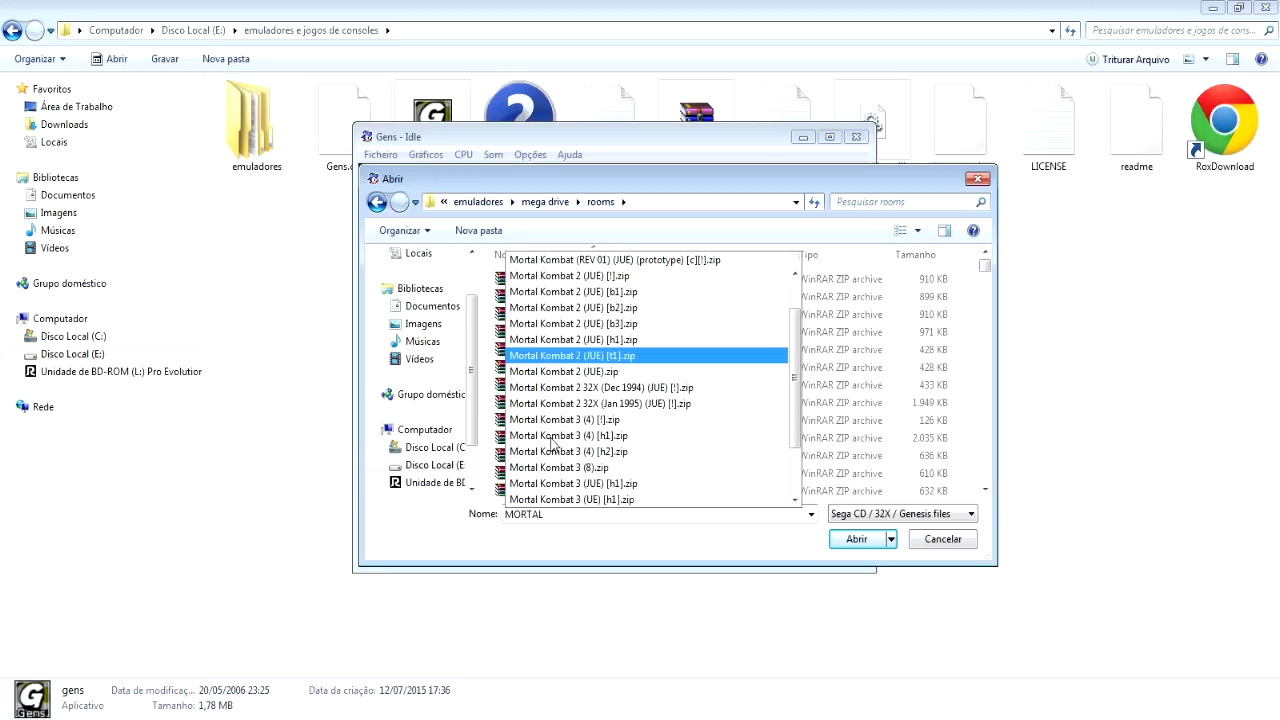 Computador
Disco Local (E:)
emuladores e jogos de consoles
Pesquisar emuladores e jogos de cons...
Organizar
Abrir
Gravar
Nova pasta
Triturar Arquivo
Favoritos
Área de Trabalho
Downloads
Locais
Bibliotecas
Documentos
Imagens
Músicas
Vídeos
Grupo doméstico
Computador
Disco Local (C:)
Disco Local (E:)
Unidade de BD-ROM (L:) Pro Evolutior
Rede
emuladores
LICENSE
readme
RoxDownload
Gens - Idle
Ficheiro
Gráficos
CPU
Som
Opções
Ajuda
Abrir
emuladores
mega drive
rooms
Pesquisar rooms
Organizar
Nova pasta
Locais
Bibliotecas
Documentos
Imagens
Músicas
Vídeos
Grupo doméstic
Computador
Disco Local (C
Disco Local (E
Unidade de BD
Tamanho
Mortal Kombat (REV 01) (JUE) (prototype) [c][!].zip
Mortal Kombat 2 (JUE) [!].zip
Mortal Kombat 2 (JUE) [b1].zip
Mortal Kombat 2 (JUE) [b2].zip
Mortal Kombat 2 (JUE) [b3].zip
Mortal Kombat 2 (JUE) [h1].zip
Mortal Kombat 2 (JUE) [t1].zip
Mortal Kombat 2 (JUE).zip
Mortal Kombat 2 32X (Dec 1994) (JUE) [!].zip
Mortal Kombat 2 32X (Jan 1995) (JUE) [!].zip
Mortal Kombat 3 (4) [!].zip
Mortal Kombat 3 (4) [h1].zip
Mortal Kombat 3 (4) [h2].zip
Mortal Kombat 3 (8).zip
Mortal Kombat 3 (JUE) [h1].zip
Mortal Kombat 3 (UE) [h1].zip
WinRAR ZIP archive 910 KB
WinRAR ZIP archive 899 KB
WinRAR ZIP archive 910 KB
WinRAR ZIP archive 971 KB
WinRAR ZIP archive 428 KB
WinRAR ZIP archive 428 KB
WinRAR ZIP archive 433 KB
WinRAR ZIP archive 1.949 KB
WinRAR ZIP archive 126 KB
WinRAR ZIP archive 2.035 KB
WinRAR ZIP archive 636 KB
WinRAR ZIP archive 610 KB
WinRAR ZIP archive 632 KB
Nome: MORTAL
Sega CD / 32X / Genesis files
Abrir
Cancelar
gens Data de modificaç... 20/05/2006 23:25 Data da criação: 12/07/2015 17:36
Aplicativo Tamanho: 1,78 MB